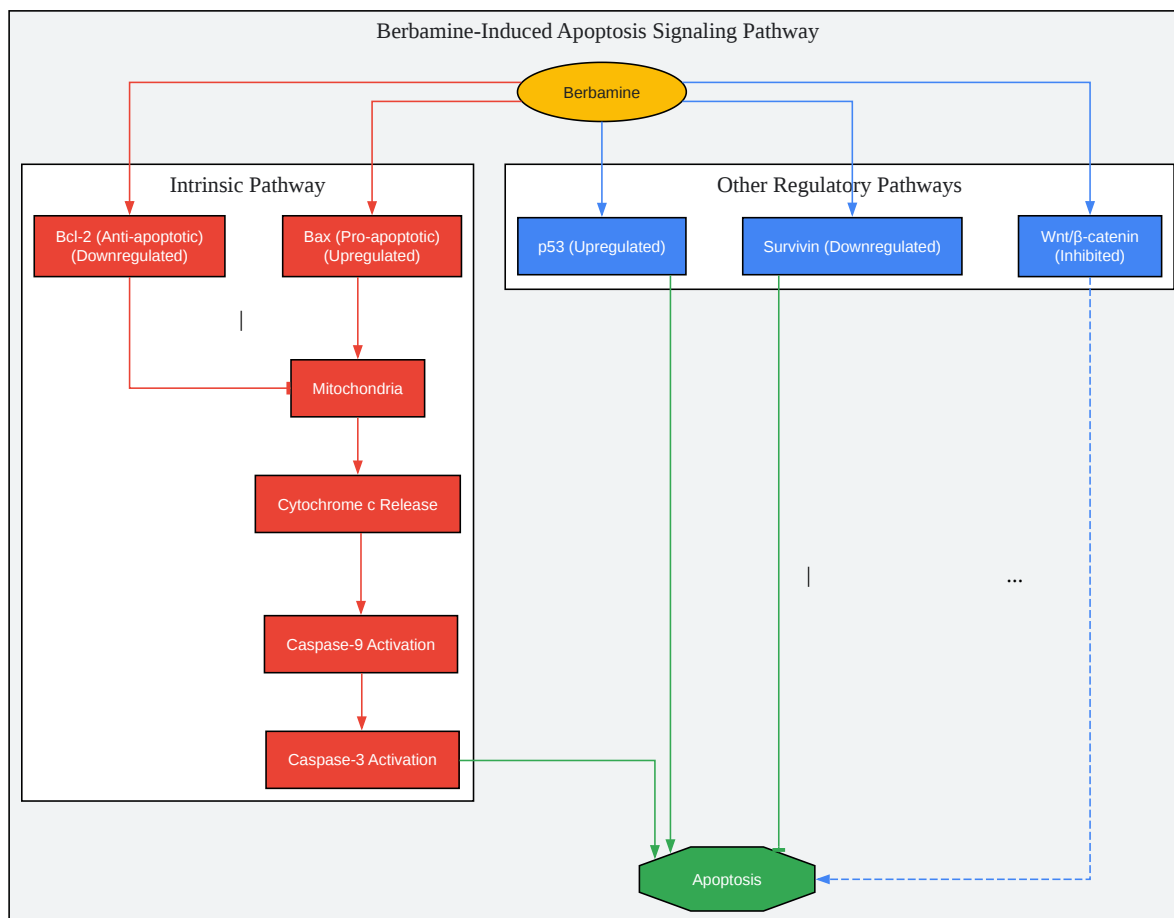 Berbamine-Induced Apoptosis Signaling Pathway
Berbamine
Intrinsic Pathway
Other Regulatory Pathways
Bcl-2 (Anti-apoptotic)
(Downregulated)
Bax (Pro-apoptotic)
(Upregulated)
p53 (Upregulated)
Survivin (Downregulated)
Wnt/β-catenin
(Inhibited)
|
Mitochondria
Cytochrome c Release
|
...
Caspase-9 Activation
Caspase-3 Activation
Apoptosis